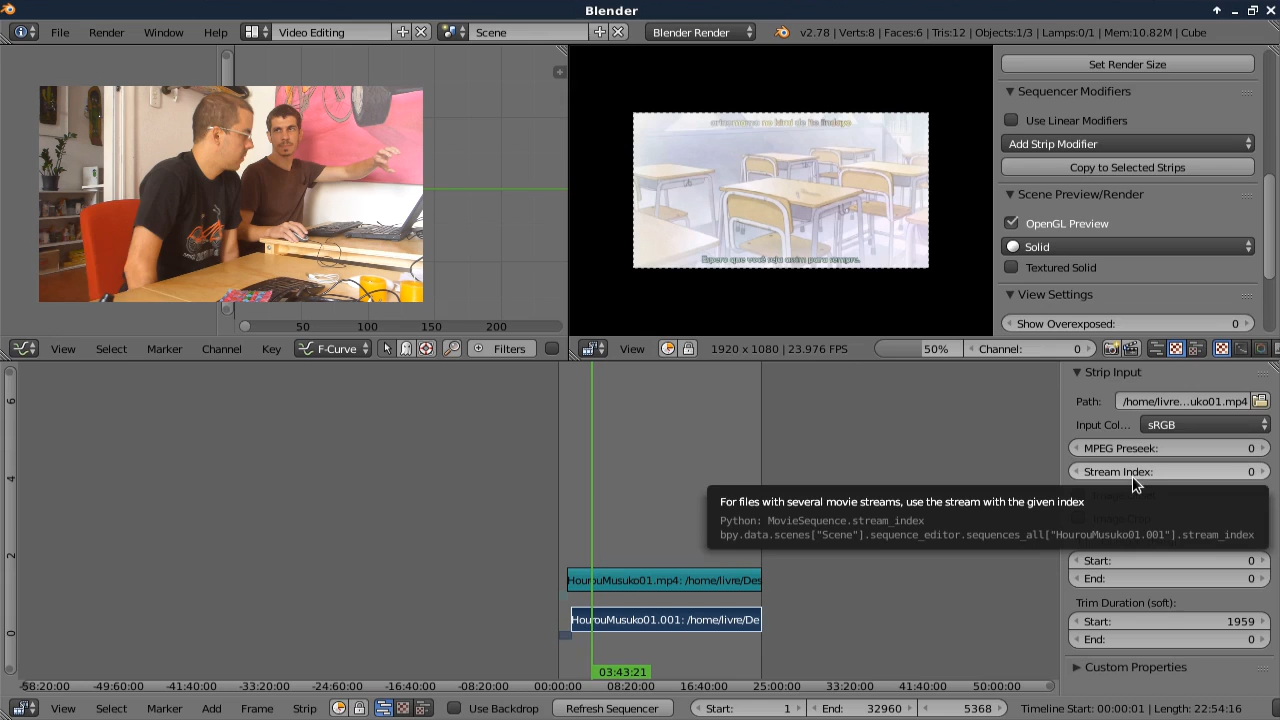 Blender
File Render Window Help Video Editing Scene Blender Render v2.78 | Verts:8 | Faces:6 | Tris:12 | Objects:1/3 | Lamps:0/1 | Mem:10.82M | Cube
Set Render Size
Sequencer Modifiers
Use Linear Modifiers
Add Strip Modifier
Copy to Selected Strips
Scene Preview/Render
OpenGL Preview
Solid
Textured Solid
View Settings
Show Overexposed: 0
Espero que você seja assim para sempre.
50 100 150 200
View Select Marker Channel Key F-Curve Filters
View 1920 x 1080 | 23.976 FPS 50% Channel: 0
Strip Input
Path: /home/livre...uko01.mp4
Input Col... sRGB
MPEG Preseek: 0
Stream Index: 0
For files with several movie streams, use the stream with the given index
Python: MovieSequence.stream_index
bpy.data.scenes["Scene"].sequence_editor.sequences_all["HourouMusuko01.001"].stream_index
Start: 0
End: 0
Trim Duration (soft):
Start: 1959
End: 0
Custom Properties
6
4
2
0
HourouMusuko01.mp4: /home/livre/Des
HourouMusuko01.001: /home/livre/De
03:43:21
-58:20:00 -49:60:00 -41:40:00 -33:20:00 -24:60:00 -16:40:00 -08:20:00 00:00:00 08:20:00 16:40:00 25:00:00 33:20:00 41:40:00 50:00:00
View Select Marker Add Frame Strip Use Backdrop Refresh Sequencer Start: 1 End: 32960 5368 Timeline Start: 00:00:01 | Length: 22:54:16